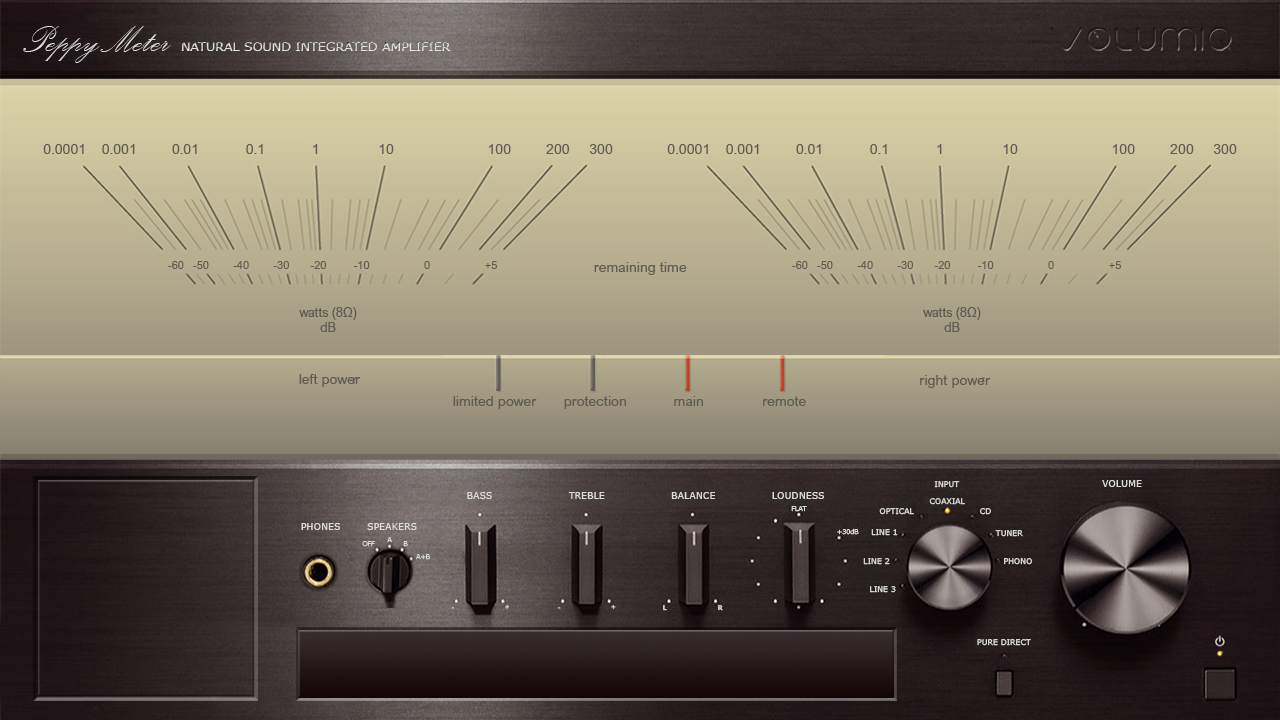 Peppy Meter NATURAL SOUND INTEGRATED AMPLIFIER
VOLUMIO
0.0001 0.001 0.01 0.1 1 10 100 200 300
0.0001 0.001 0.01 0.1 1 10 100 200 300
-60 -50 -40 -30 -20 -10 0 +5
remaining time
-60 -50 -40 -30 -20 -10 0 +5
watts (8Ω)
dB
watts (8Ω)
dB
left power
right power
limited power protection main remote
PHONES
SPEAKERS
OFF A B A+B
BASS
- +
TREBLE
- +
BALANCE
L R
LOUDNESS
FLAT
+30dB
INPUT
COAXIAL
OPTICAL CD
LINE 1 TUNER
LINE 2 PHONO
LINE 3
VOLUME
PURE DIRECT